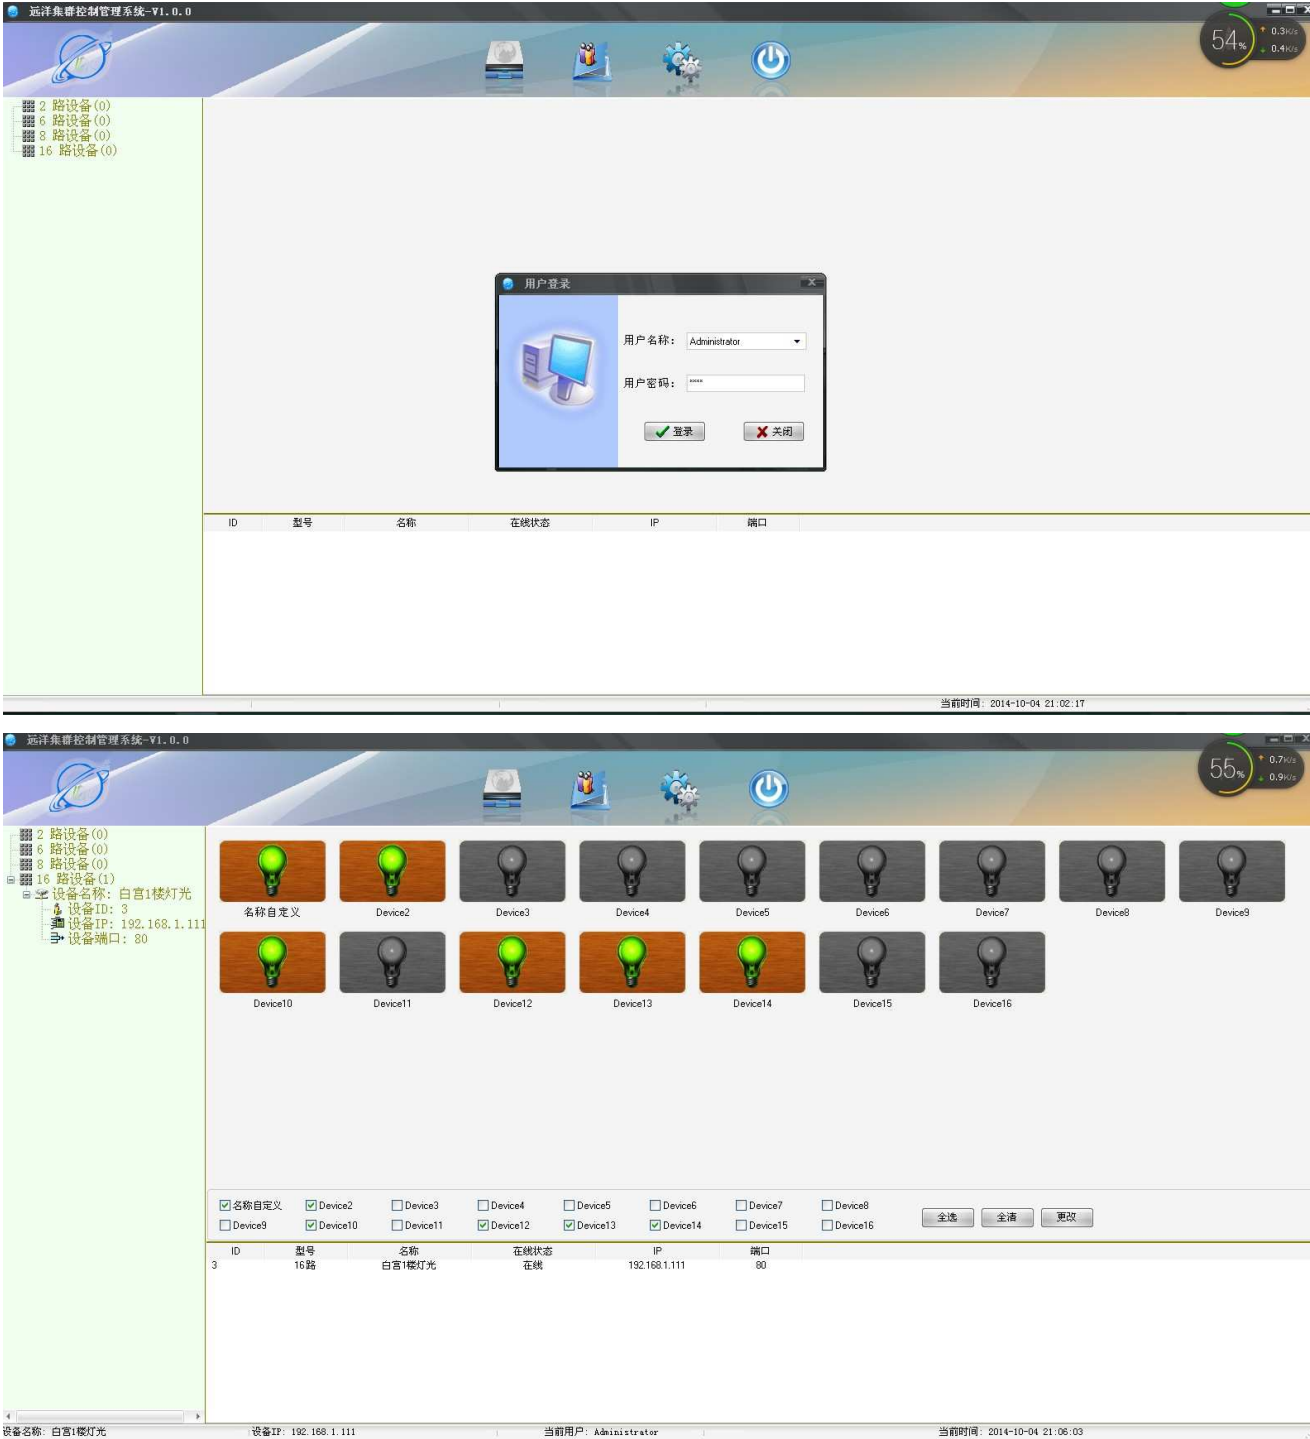 远洋集群控制管理系统-V1.0.0
54% 0.3K/s
0.4K/s
2 路设备(0)
6 路设备(0)
8 路设备(0)
16 路设备(0)
用户登录
用户名称: Administrator
用户密码: ****
登录 关闭
ID 型号 名称 在线状态 IP 端口
当前时间: 2014-10-04 21:02:17
远洋集群控制管理系统-V1.0.0
55% 0.7K/s
0.9K/s
2 路设备(0)
6 路设备(0)
8 路设备(0)
16 路设备(1)
设备名称: 白宫1楼灯光
设备ID: 3
设备IP: 192.168.1.111
设备端口: 80
名称自定义 Device2 Device3 Device4 Device5 Device6 Device7 Device8 Device9
Device10 Device11 Device12 Device13 Device14 Device15 Device16
名称自定义 Device2 Device3 Device4 Device5 Device6 Device7 Device8
Device9 Device10 Device11 Device12 Device13 Device14 Device15 Device16
全选 全清 更改
ID 型号 名称 在线状态 IP 端口
3 16路 白宫1楼灯光 在线 192.168.1.111 80
设备名称: 白宫1楼灯光 设备IP: 192.168.1.111 当前用户: Administrator 当前时间: 2014-10-04 21:06:03